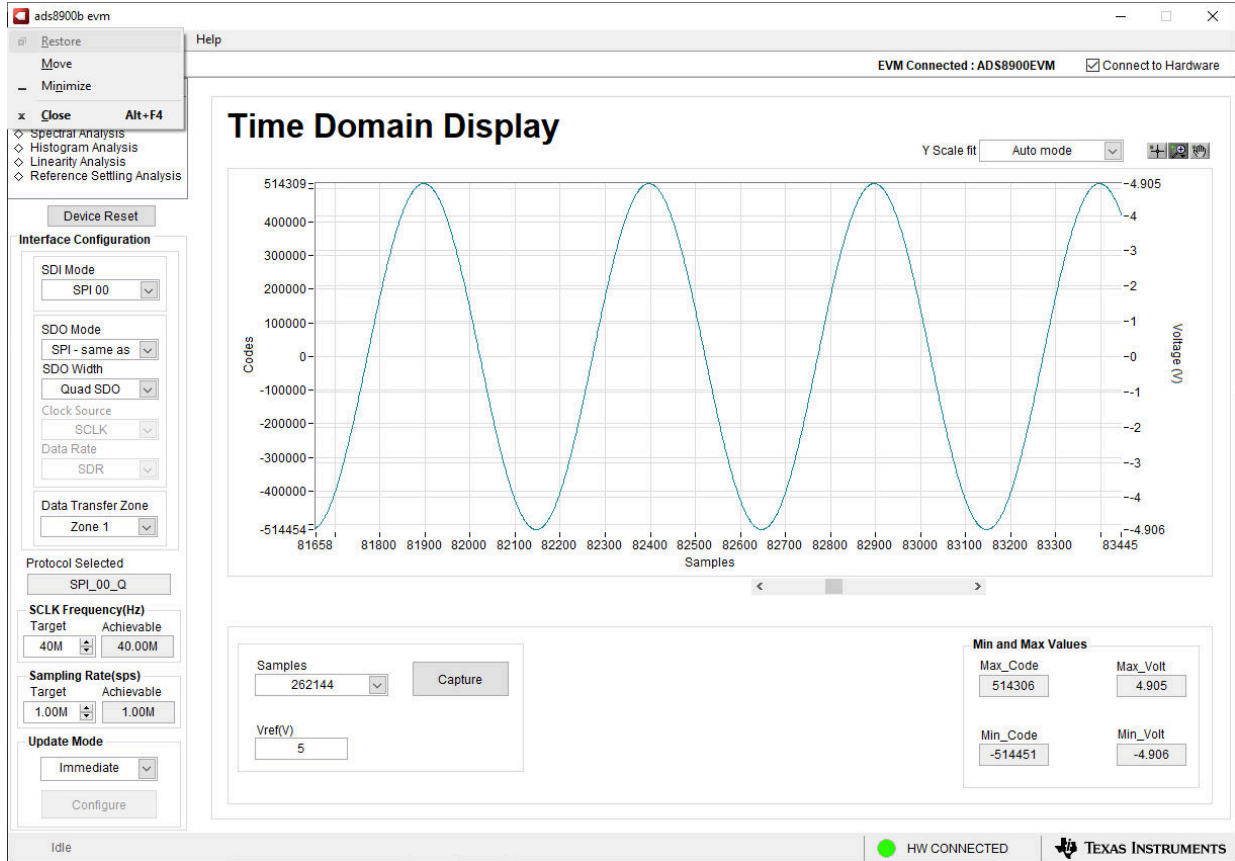 ads8900b evm
Restore
Help
Move
EVM Connected : ADS8900EVM
Connect to Hardware
Minimize
x Close Alt+F4
Spectral Analysis
Histogram Analysis
Linearity Analysis
Reference Settling Analysis
Device Reset
Interface Configuration
SDI Mode
SPI 00
SDO Mode
SPI - same as
SDO Width
Quad SDO
Clock Source
SCLK
Data Rate
SDR
Data Transfer Zone
Zone 1
Protocol Selected
SPI_00_Q
SCLK Frequency(Hz)
Target Achievable
40M 40.00M
Sampling Rate(sps)
Target Achievable
1.00M 1.00M
Update Mode
Immediate
Configure
Time Domain Display
Y Scale fit Auto mode
514309
400000
300000
200000
100000
0
-100000
-200000
-300000
-400000
-514454
Codes
-4.905
-4
-3
-2
-1
-0
--1
--2
--3
--4
--4.906
Voltage (V)
81658 81800 81900 82000 82100 82200 82300 82400 82500 82600 82700 82800 82900 83000 83100 83200 83300 83445
Samples
Samples
262144
Capture
Vref(V)
5
Min and Max Values
Max_Code Max_Volt
514306 4.905
Min_Code Min_Volt
-514451 -4.906
Idle
HW CONNECTED
TEXAS INSTRUMENTS